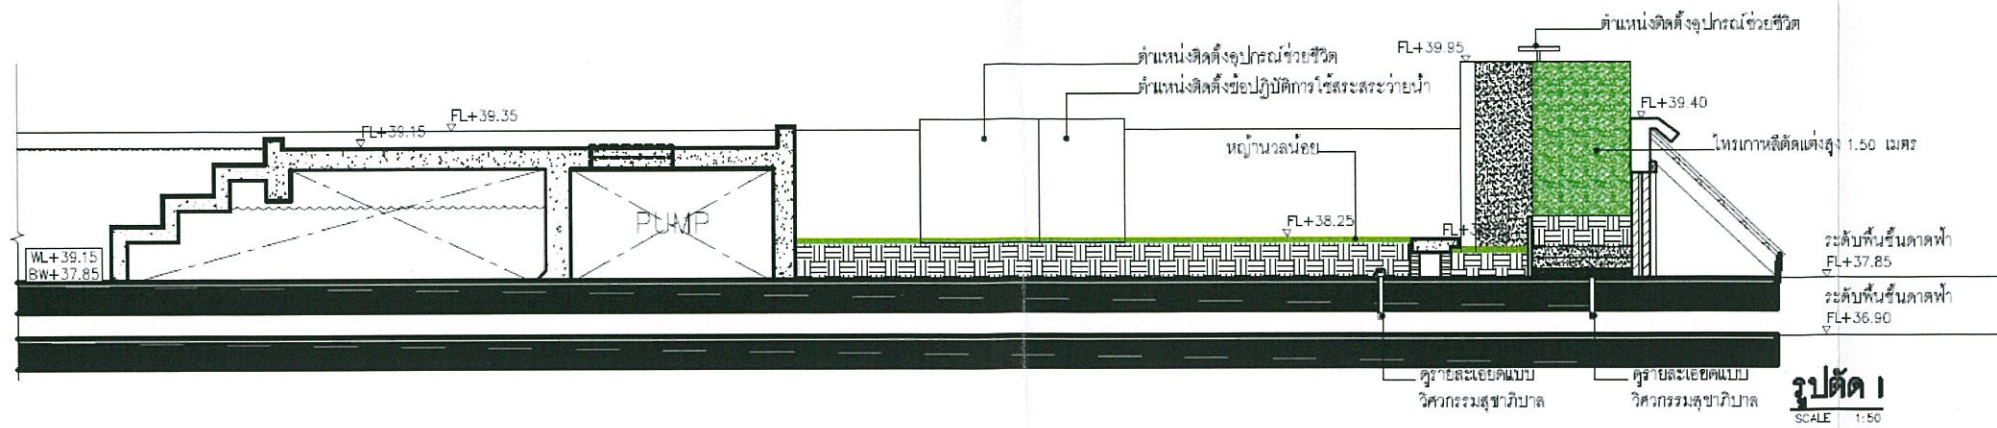 ตำแหน่งติดตั้งอุปกรณ์ช่วยชีวิต
FL+39.95
ตำแหน่งติดตั้งอุปกรณ์ช่วยชีวิต
ตำแหน่งติดตั้งข้อปฏิบัติการใช้สระสระว่ายน้ำ
FL+39.40
FL+39.35
FL+39.15
หญ้านวลน้อย
ไทรเกาหลีตัดแต่งสูง 1.50 เมตร
PUMP
FL+38.25
WL+39.15
BW+37.85
ระดับพื้นชั้นดาดฟ้า
FL+37.85
ระดับพื้นชั้นดาดฟ้า
FL+36.90
ดูรายละเอียดแบบ
วิศวกรรมสุขาภิบาล
ดูรายละเอียดแบบ
วิศวกรรมสุขาภิบาล
รูปตัด 1
SCALE 1:50